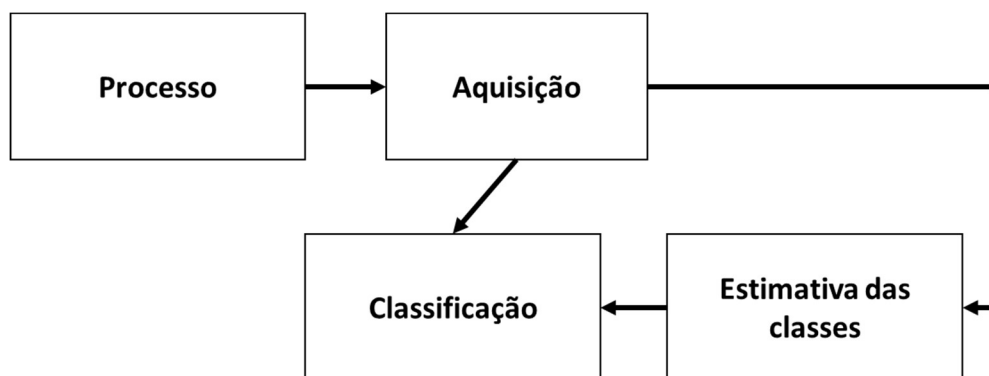 Processo
Aquisição
Classificação
Estimativa das
classes